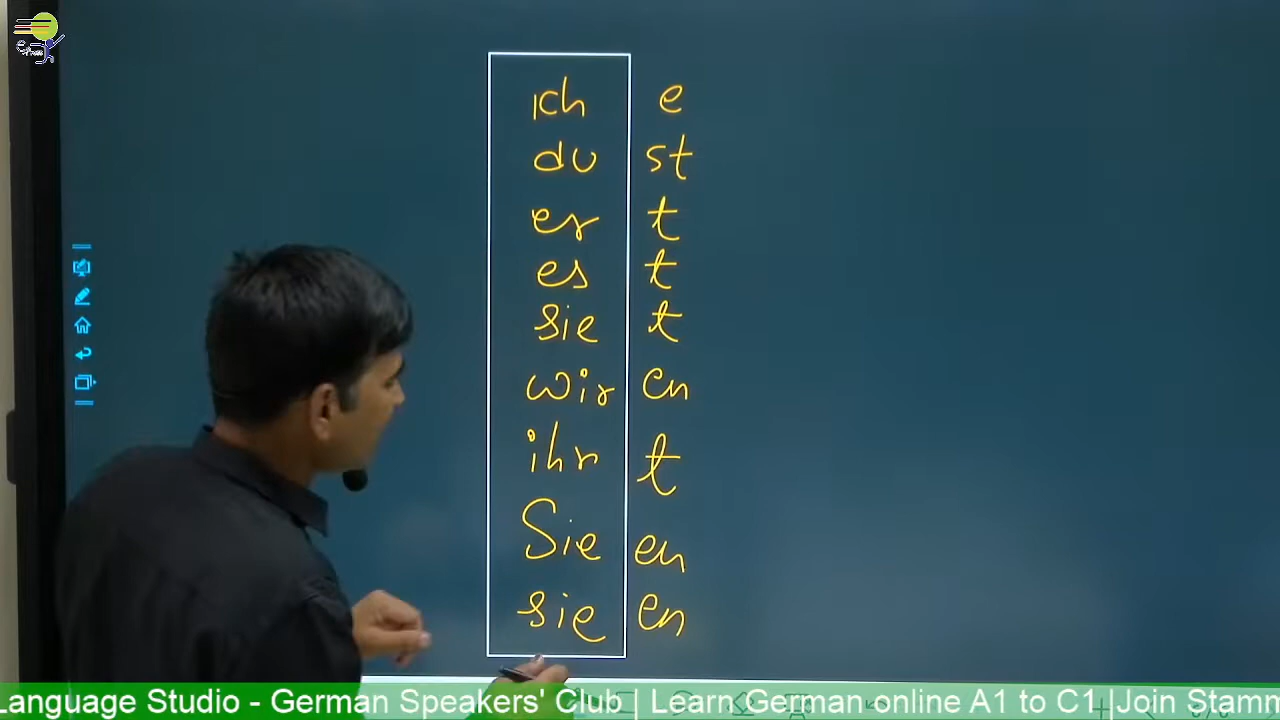 ich e
du st
er t
es t
sie t
wir en
ihr t
Sie en
sie en
Language Studio - German Speakers' Club | Learn German online A1 to C1 | Join Stamm